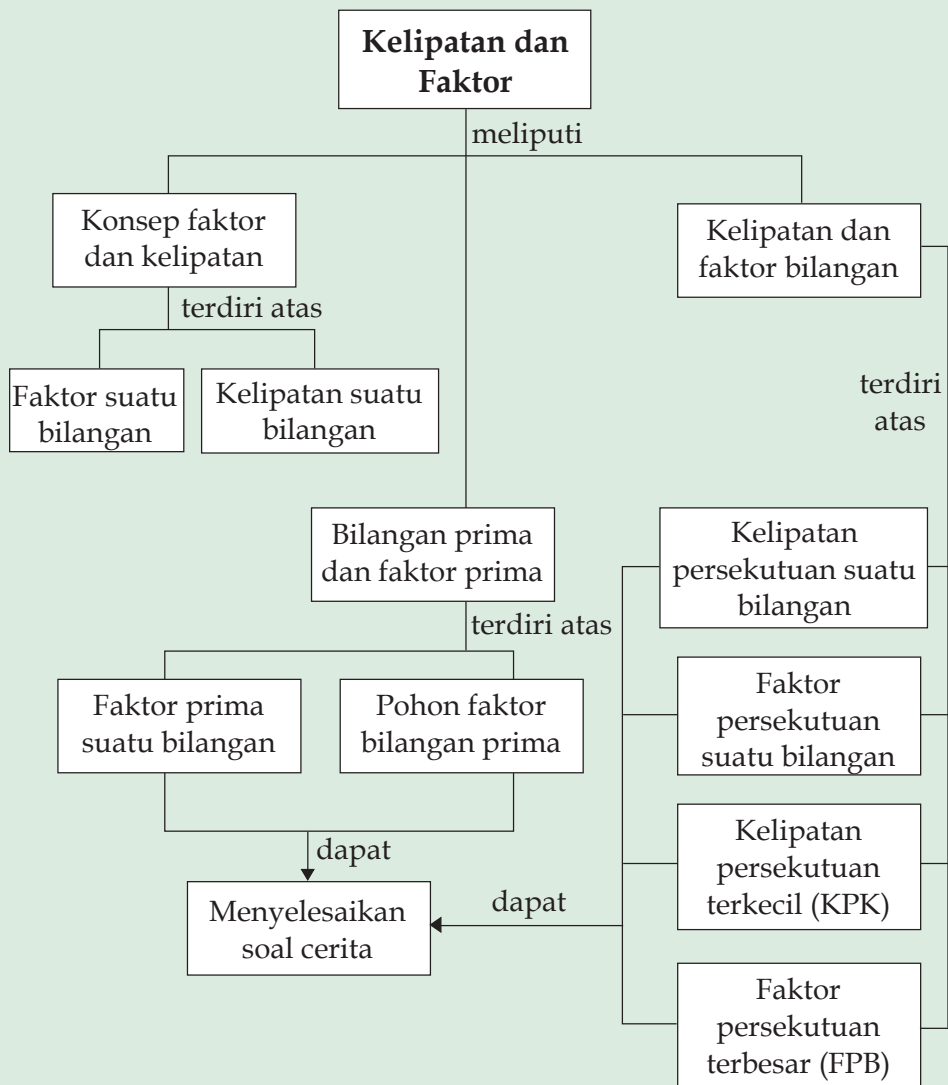 Kelipatan dan
Faktor
meliputi
Konsep faktor
dan kelipatan
terdiri atas
Faktor suatu
bilangan
Kelipatan suatu
bilangan
Kelipatan dan
faktor bilangan
terdiri
atas
Bilangan prima
dan faktor prima
terdiri atas
Faktor prima
suatu bilangan
Pohon faktor
bilangan prima
dapat
Menyelesaikan
soal cerita
dapat
Kelipatan
persekutuan suatu
bilangan
Faktor
persekutuan
suatu bilangan
Kelipatan
persekutuan
terkecil (KPK)
Faktor
persekutuan
terbesar (FPB)